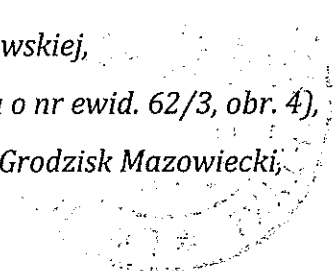 wskiej,
o nr ewid. 62/3, obr. 4),
Grodzisk Mazowiecki,